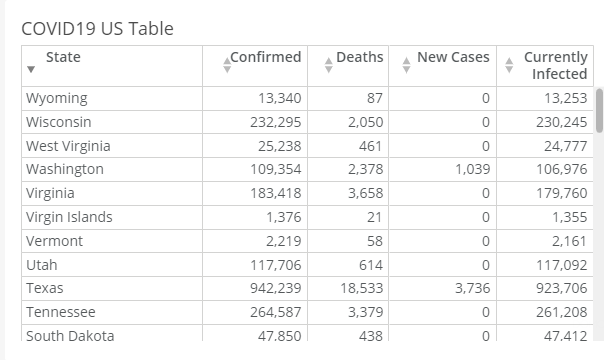 COVID19 US Table
State Confirmed Deaths New Cases Currently Infected
Wyoming 13,340 87 0 13,253
Wisconsin 232,295 2,050 0 230,245
West Virginia 25,238 461 0 24,777
Washington 109,354 2,378 1,039 106,976
Virginia 183,418 3,658 0 179,760
Virgin Islands 1,376 21 0 1,355
Vermont 2,219 58 0 2,161
Utah 117,706 614 0 117,092
Texas 942,239 18,533 3,736 923,706
Tennessee 264,587 3,379 0 261,208
South Dakota 47,850 438 0 47,412